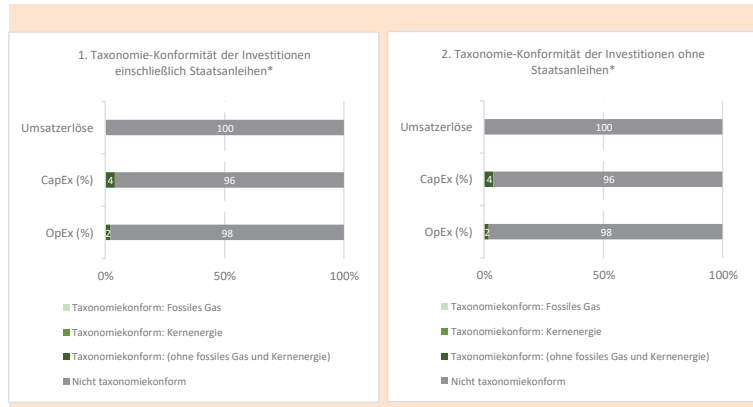 1. Taxonomie-Konformität der Investitionen
einschließlich Staatsanleihen*
Umsatzerlöse
100
CapEx (%)
4
96
OpEx (%)
2
98
0%
50%
100%
Taxonomiekonform: Fossiles Gas
Taxonomiekonform: Kernenergie
Taxonomiekonform: (ohne fossiles Gas und Kernenergie)
Nicht taxonomiekonform
2. Taxonomie-Konformität der Investitionen ohne
Staatsanleihen*
Umsatzerlöse
100
CapEx (%)
4
96
OpEx (%)
2
98
0%
50%
100%
Taxonomiekonform: Fossiles Gas
Taxonomiekonform: Kernenergie
Taxonomiekonform: (ohne fossiles Gas und Kernenergie)
Nicht taxonomiekonform